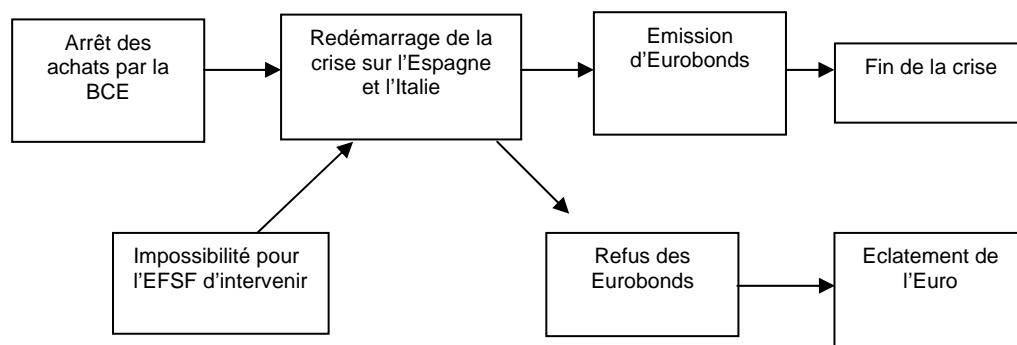 Arrêt des
achats par la
BCE
Redémarrage de la
crise sur l'Espagne
et l'Italie
Emission
d'Eurobonds
Fin de la crise
Impossibilité pour
l'EFSF d'intervenir
Refus des
Eurobonds
Eclatement de
l'Euro